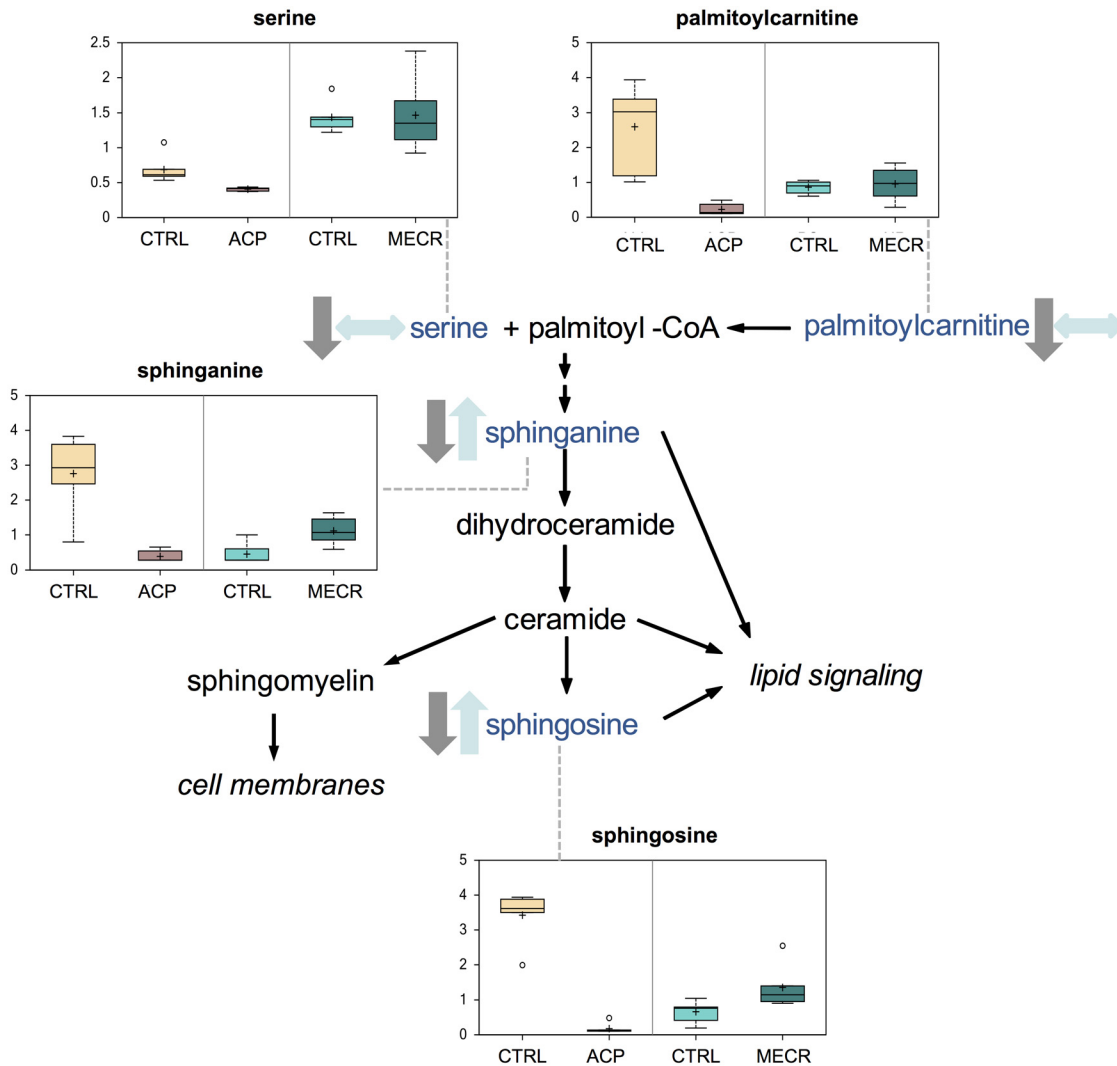 serine
palmitoylcarnitine
2.5
2
1.5
1
0.5
0
CTRL ACP CTRL MECR
5
4
3
2
1
0
CTRL ACP CTRL MECR
serine + palmitoyl -CoA palmitoylcarnitine
sphinganine
5
4
3
2
1
0
CTRL ACP CTRL MECR
sphinganine
dihydroceramide
ceramide
sphingomyelin
lipid signaling
sphingosine
cell membranes
sphingosine
5
4
3
2
1
0
CTRL ACP CTRL MECR